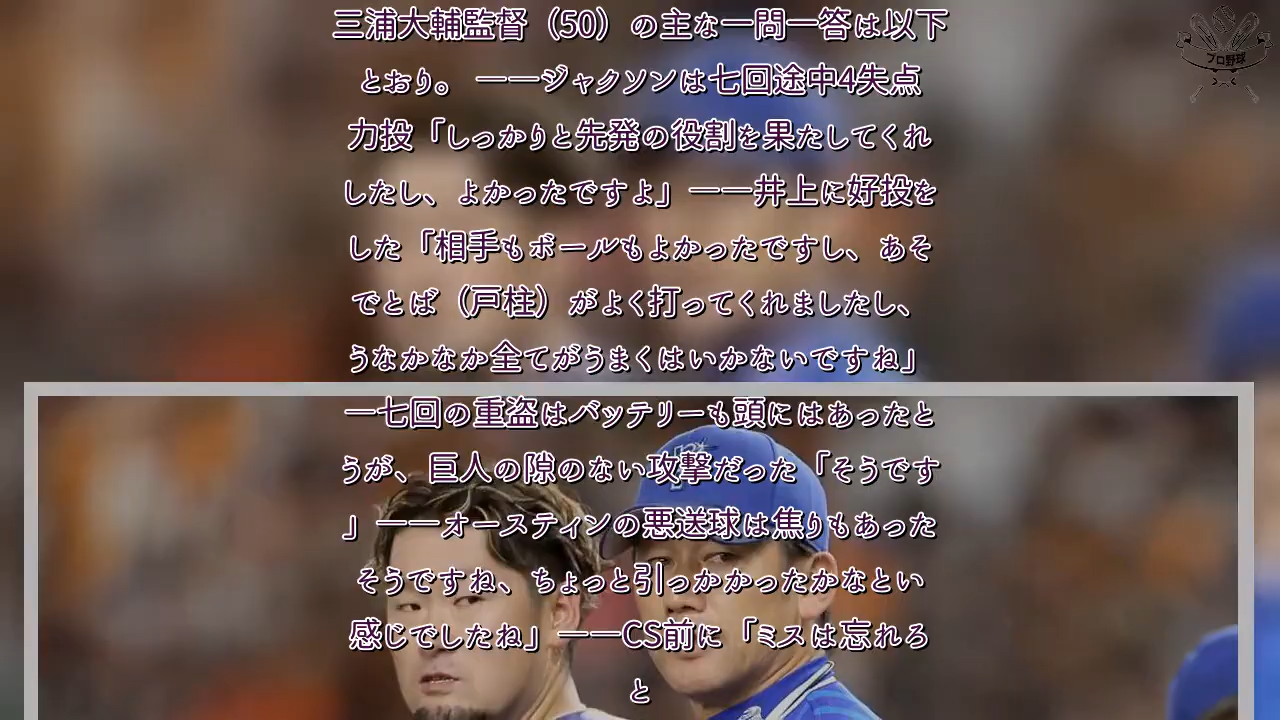 三浦大輔監督（50）の主な一問一答は以下
とおり。 ――ジャクソンは七回途中4失点
力投「しっかりと先発の役割を果たしてくれ
したし、よかったですよ」――井上に好投を
した「相手もボールもよかったですし、あそ
でとば（戸柱）がよく打ってくれましたし、
うなかなか全てがうまくはいかないですね」
―七回の重盗はバッテリーも頭にはあったと
うが、巨人の隙のない攻撃だった「そうです
」――オースティンの悪送球は焦りもあった
そうですね、ちょっと引っかかったかなとい
感じでしたね」――CS前に「ミスは忘れろ
と
プロ野球